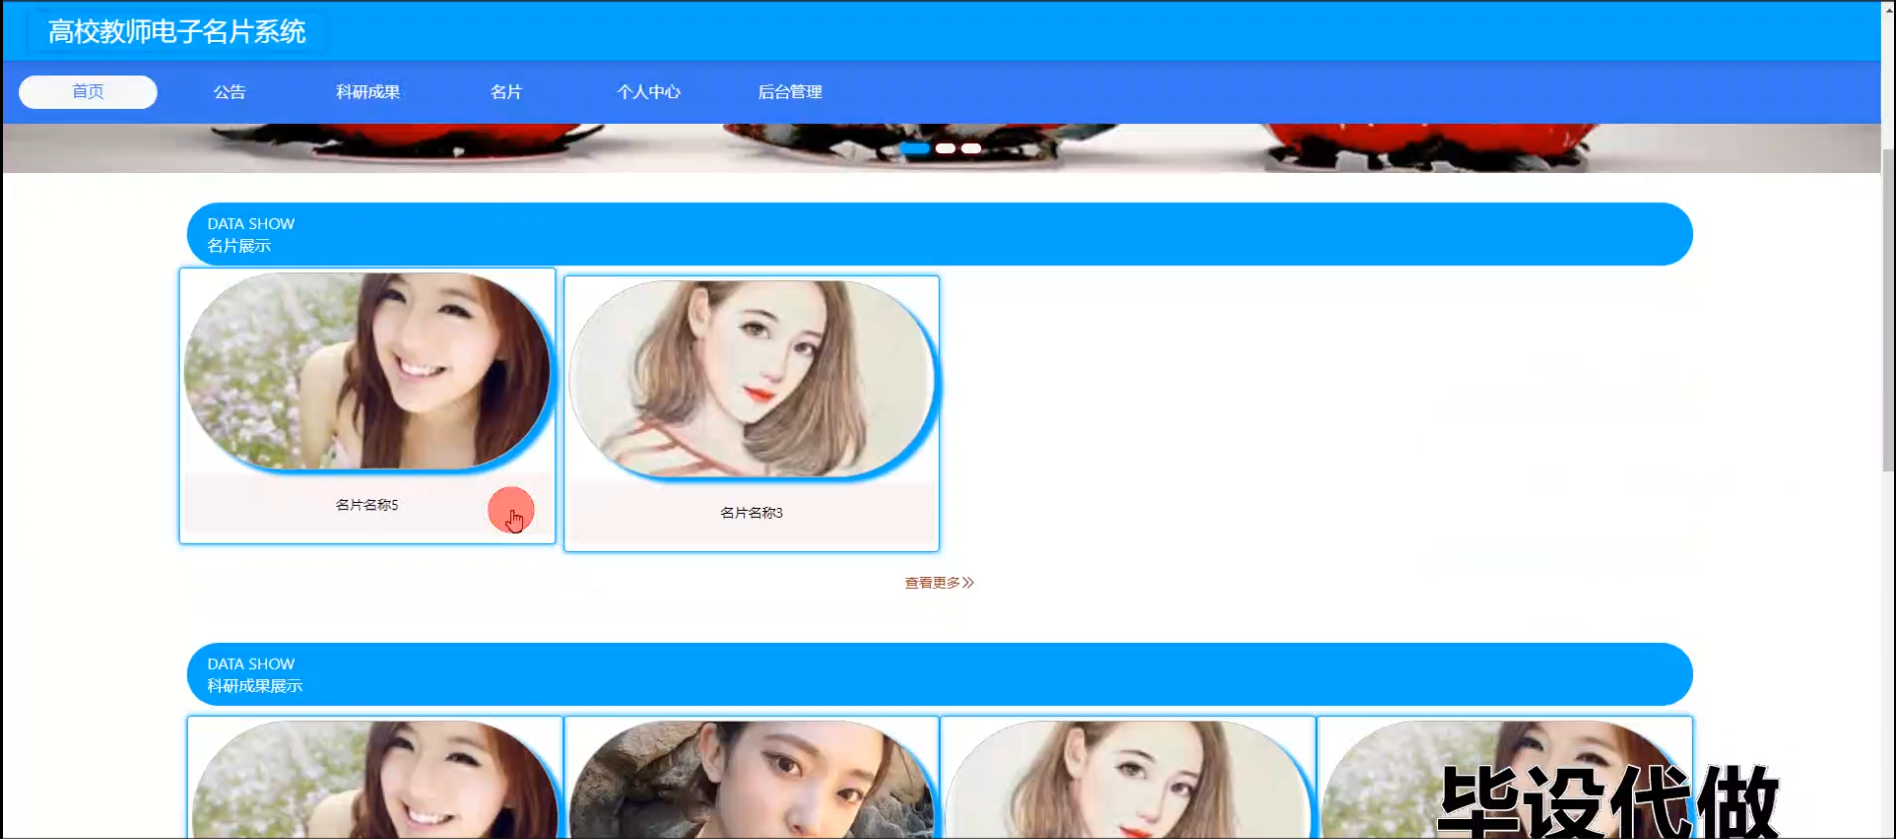 高校教师电子名片系统
首页 公告 科研成果 名片 个人中心 后台管理
DATA SHOW
名片展示
名片名称5
名片名称3
查看更多
DATA SHOW
科研成果展示
毕设代做